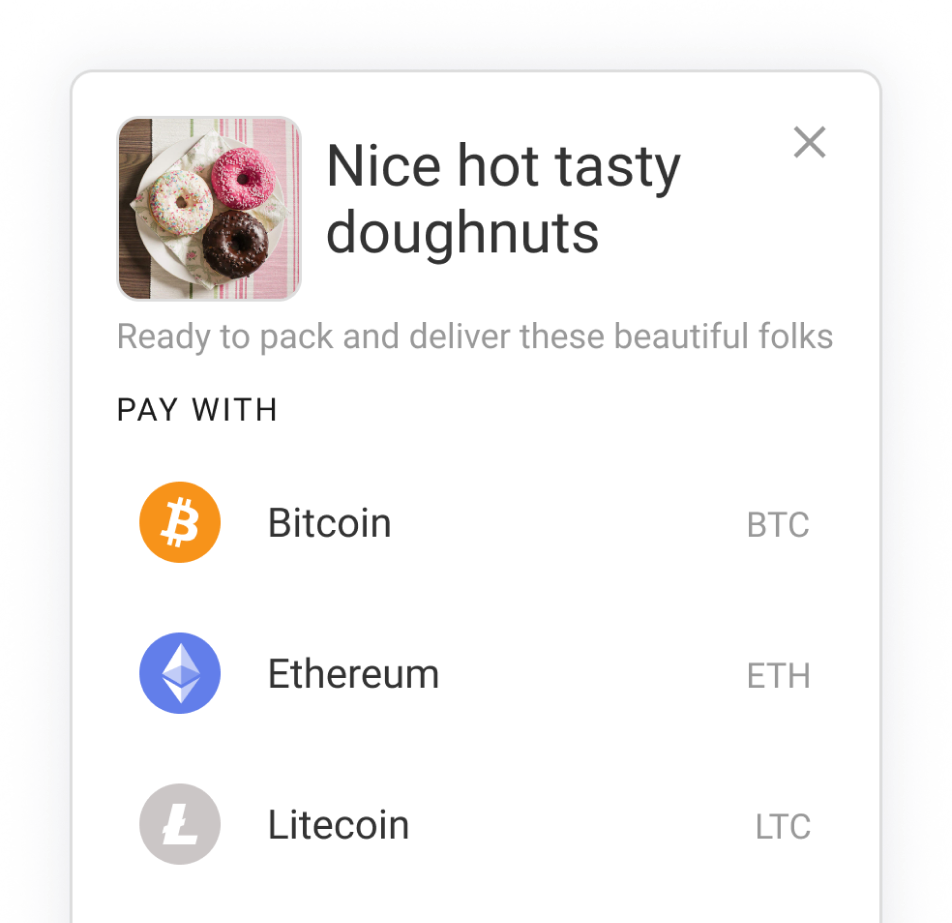 Nice hot tasty
doughnuts
Ready to pack and deliver these beautiful folks
PAY WITH
Bitcoin BTC
Ethereum ETH
Litecoin LTC